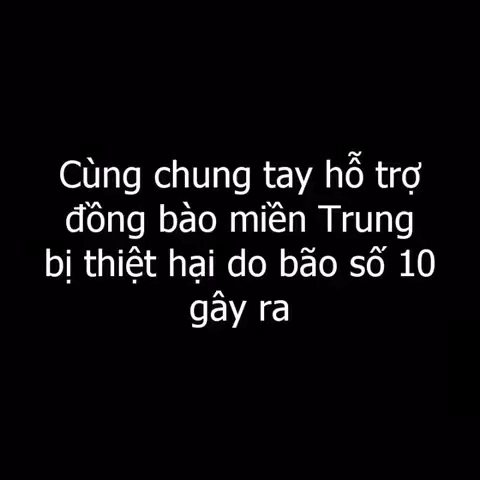 Cùng chung tay hỗ trợ
đồng bào miền Trung
bị thiệt hại do bão số 10
gây ra